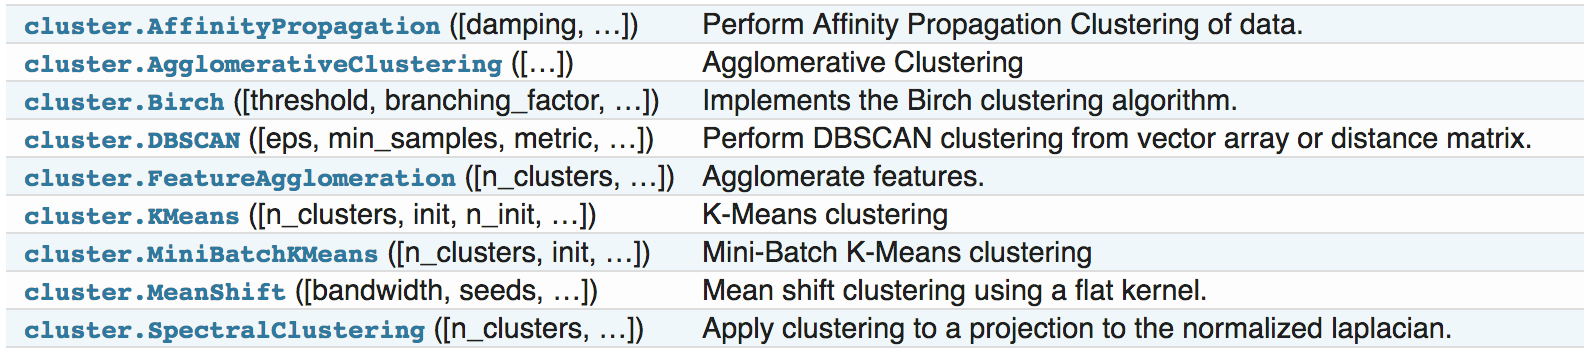 cluster.AffinityPropagation ([damping, …]) Perform Affinity Propagation Clustering of data.
cluster.AgglomerativeClustering ([…]) Agglomerative Clustering
cluster.Birch ([threshold, branching_factor, …]) Implements the Birch clustering algorithm.
cluster.DBSCAN ([eps, min_samples, metric, …]) Perform DBSCAN clustering from vector array or distance matrix.
cluster.FeatureAgglomeration ([n_clusters, …]) Agglomerate features.
cluster.KMeans ([n_clusters, init, n_init, …]) K-Means clustering
cluster.MiniBatchKMeans ([n_clusters, init, …]) Mini-Batch K-Means clustering
cluster.MeanShift ([bandwidth, seeds, …]) Mean shift clustering using a flat kernel.
cluster.SpectralClustering ([n_clusters, …]) Apply clustering to a projection to the normalized laplacian.